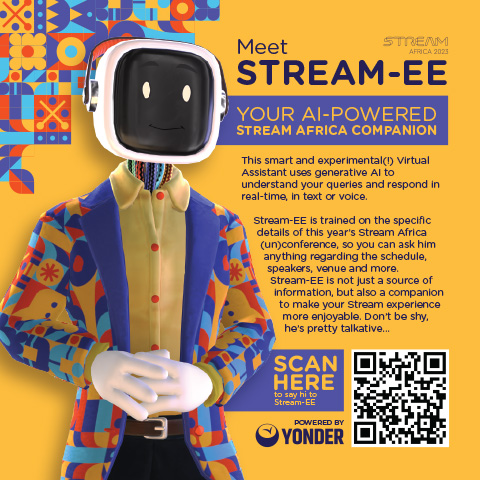 Meet
STREAM
AFRICA 2023
STREAM-EE
YOUR AI-POWERED
STREAM AFRICA COMPANION
This smart and experimental(!) Virtual
Assistant uses generative AI to
understand your queries and respond in
real-time, in text or voice.
Stream-EE is trained on the specific
details of this year's Stream Africa
(un)conference, so you can ask him
anything regarding the schedule,
speakers, venue and more.
Stream-EE is not just a source of
information, but also a companion
to make your Stream experience
more enjoyable. Don't be shy,
he's pretty talkative...
SCAN
HERE
to say hi to
Stream-EE
POWERED BY
YONDER